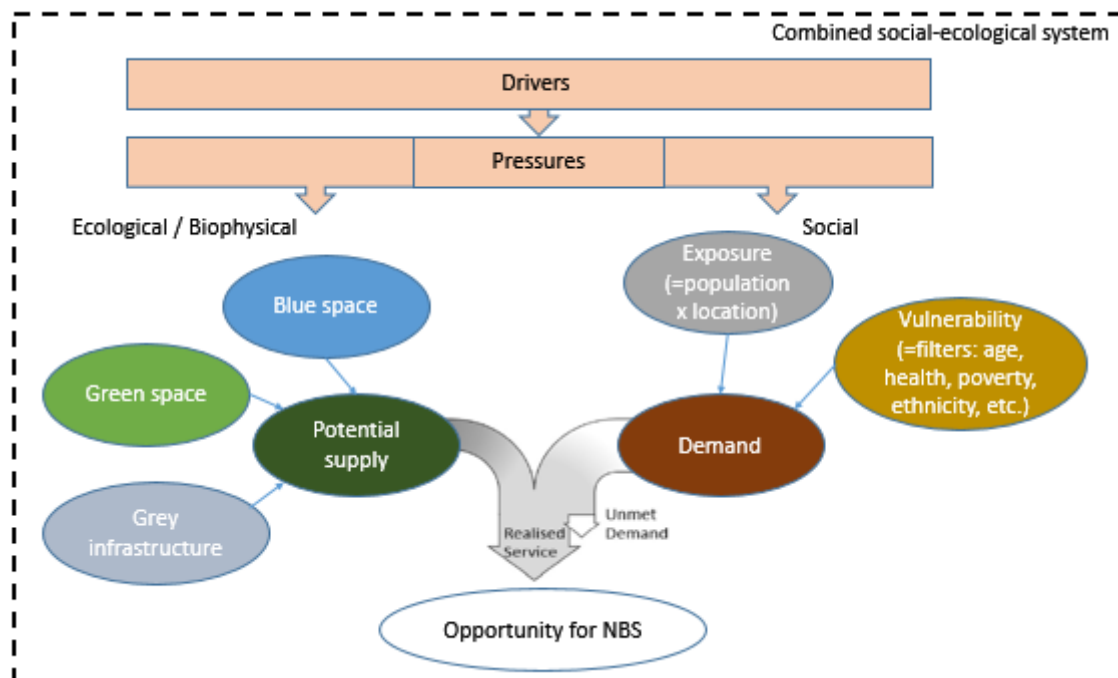 Combined social-ecological system
Drivers
Pressures
Ecological / Biophysical
Social
Exposure
(=population
x location)
Blue space
Vulnerability
(=filters: age,
health, poverty,
ethnicity, etc.)
Green space
Potential
supply
Demand
Grey
infrastructure
Realised
Service
Unmet
Demand
Opportunity for NBS